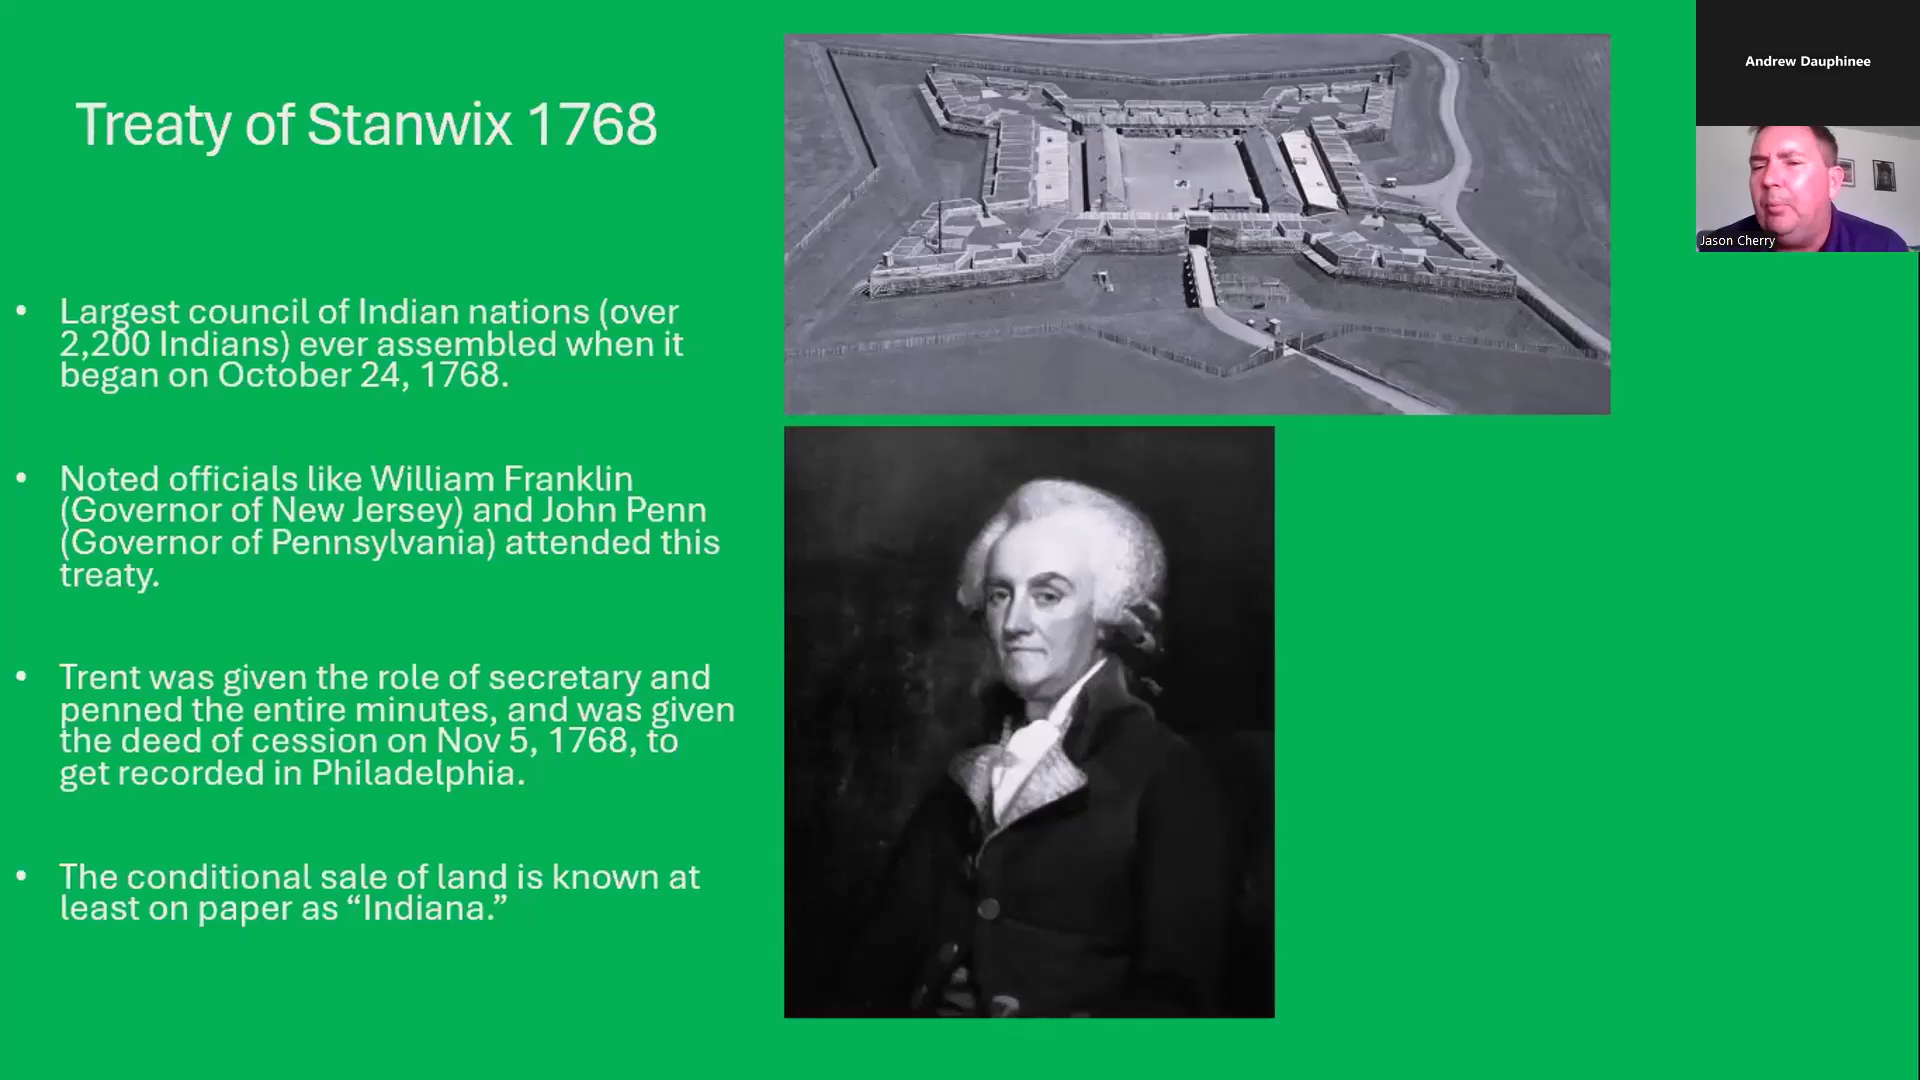 Treaty of Stanwix 1768
• Largest council of Indian nations (over
2,200 Indians) ever assembled when it
began on October 24, 1768.
• Noted officials like William Franklin
(Governor of New Jersey) and John Penn
(Governor of Pennsylvania) attended this
treaty.
• Trent was given the role of secretary and
penned the entire minutes, and was given
the deed of cession on Nov 5, 1768, to
get recorded in Philadelphia.
• The conditional sale of land is known at
least on paper as “Indiana.”
Andrew Dauphinee
Jason Cherry